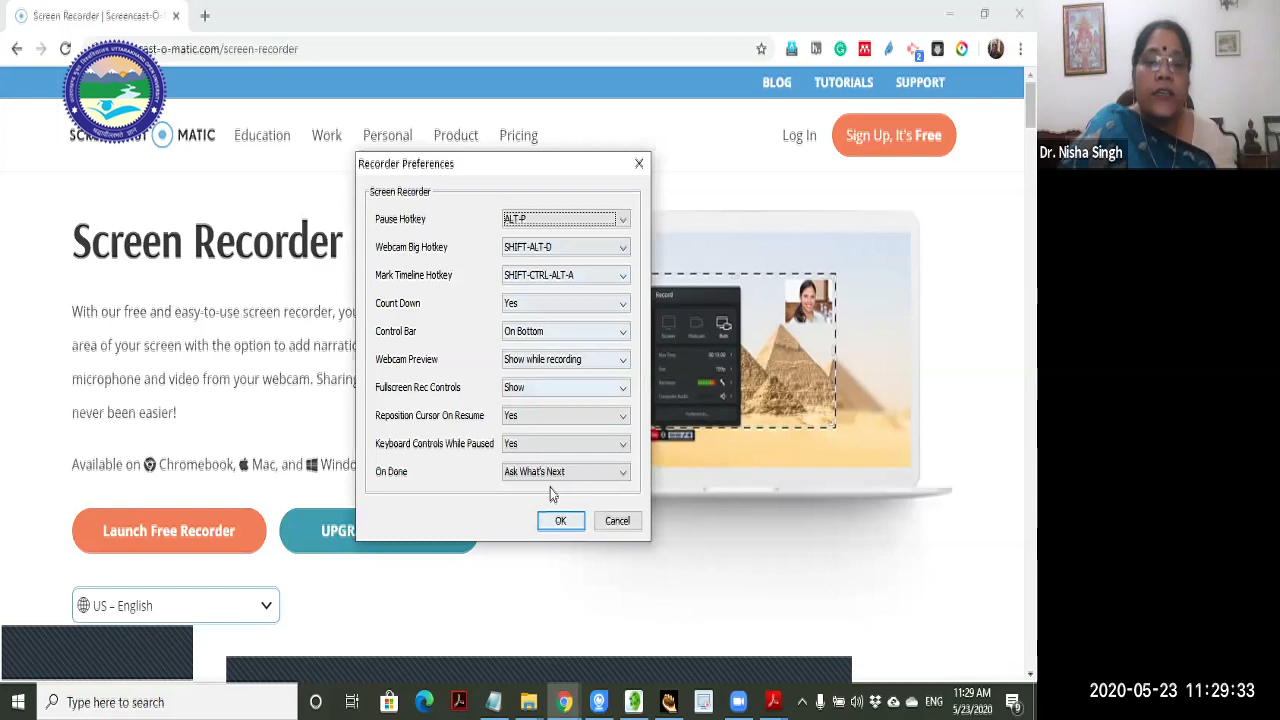 Screen Recorder | Screencast-O-
cast-o-matic.com/screen-recorder
2
BLOG TUTORIALS SUPPORT
MATIC Education Work Personal Product Pricing Log In Sign Up, It's Free
Screen Recorder
With our free and easy-to-use screen recorder, you
area of your screen with the option to add narratio
microphone and video from your webcam. Sharing
never been easier!
Available on Chromebook, Mac, and Windo
Launch Free Recorder UPGR
US – English
Recorder Preferences
Screen Recorder
Pause Hotkey ALT-P
Webcam Big Hotkey SHIFT-ALT-D
Mark Timeline Hotkey SHIFT-CTRL-ALT-A
Count Down Yes
Control Bar On Bottom
Webcam Preview Show while recording
Fullscreen Rec Controls Show
Reposition Cursor On Resume Yes
Keyboard Controls While Paused Yes
On Done Ask What's Next
OK Cancel
Record
Screen Webcam Both
Dr. Nisha Singh
Type here to search
ENG
11:29 AM
5/23/2020
2020-05-23 11:29:33